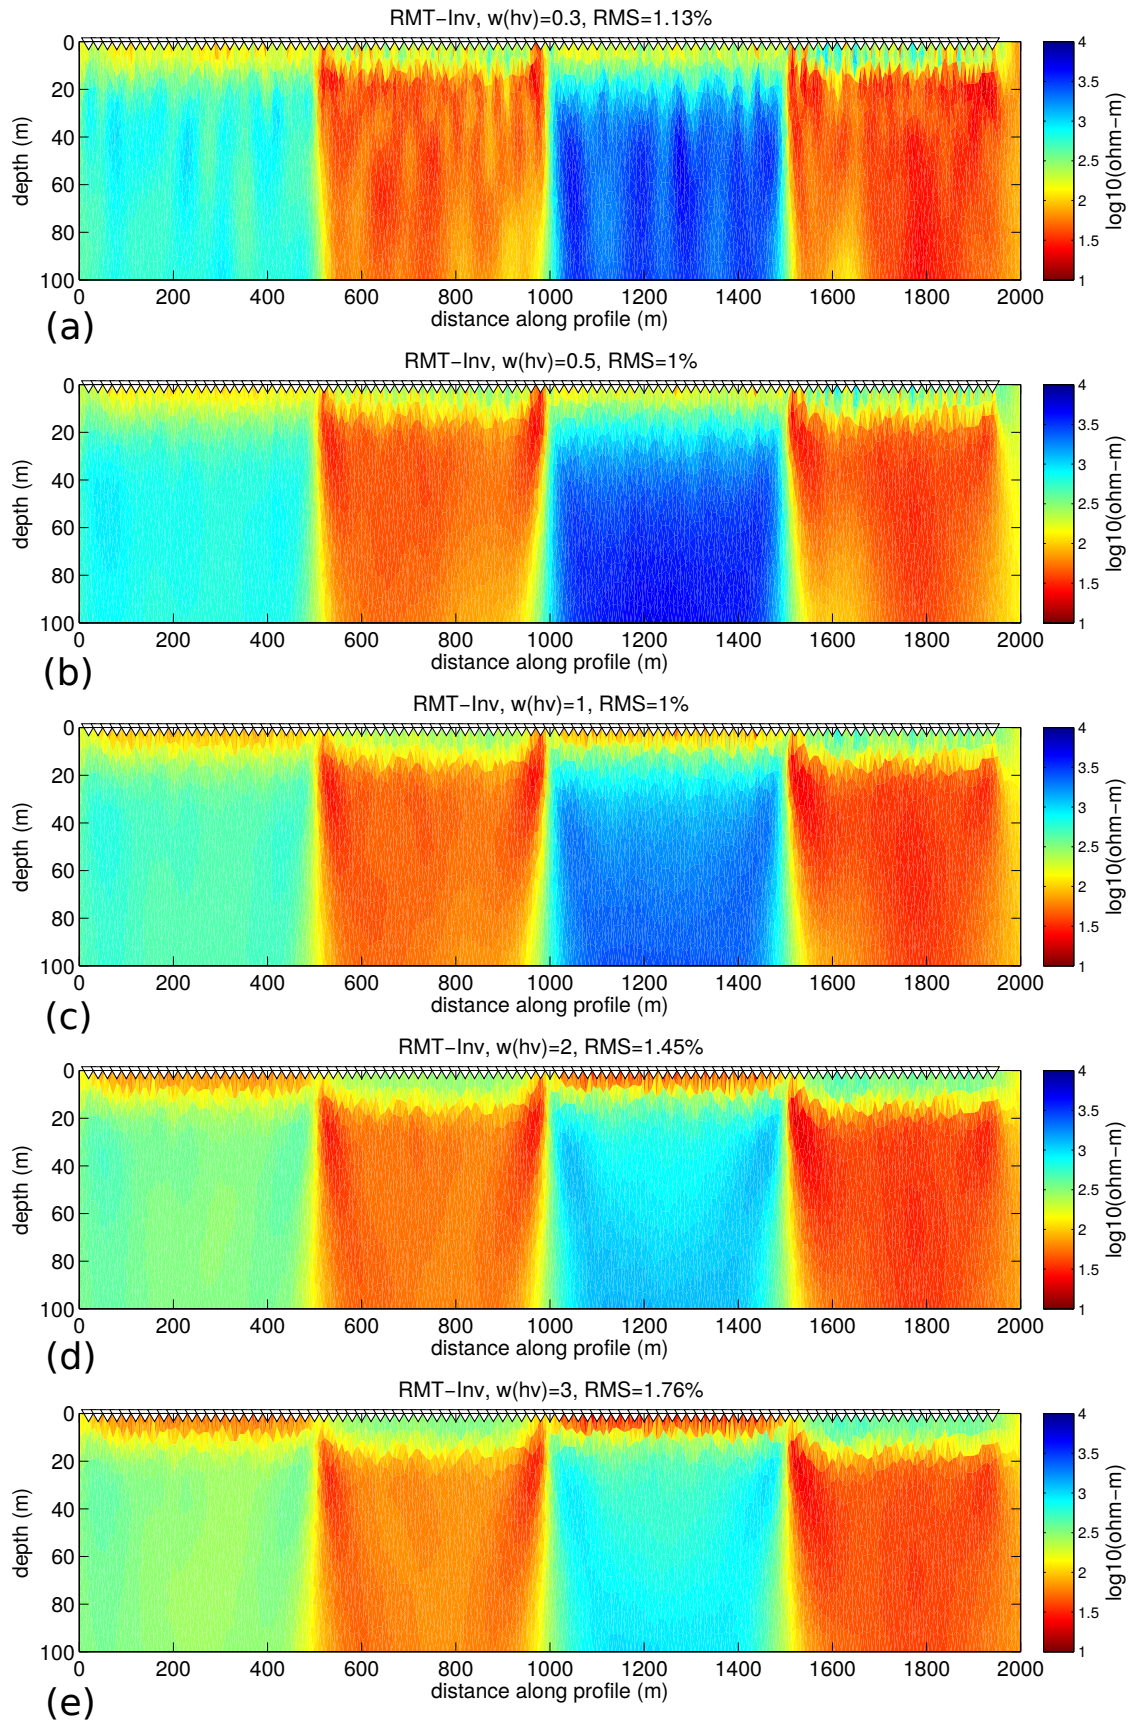 RMT−Inv, w(hv)=0.3, RMS=1.13%
0
20
40
60
80
100
depth (m)
0 200 400 600 800 1000 1200 1400 1600 1800 2000
distance along profile (m)
4
3.5
3
2.5
2
1.5
1
log10(ohm−m)
(a)
RMT−Inv, w(hv)=0.5, RMS=1%
0
20
40
60
80
100
depth (m)
0 200 400 600 800 1000 1200 1400 1600 1800 2000
distance along profile (m)
4
3.5
3
2.5
2
1.5
1
log10(ohm−m)
(b)
RMT−Inv, w(hv)=1, RMS=1%
0
20
40
60
80
100
depth (m)
0 200 400 600 800 1000 1200 1400 1600 1800 2000
distance along profile (m)
4
3.5
3
2.5
2
1.5
1
log10(ohm−m)
(c)
RMT−Inv, w(hv)=2, RMS=1.45%
0
20
40
60
80
100
depth (m)
0 200 400 600 800 1000 1200 1400 1600 1800 2000
distance along profile (m)
4
3.5
3
2.5
2
1.5
1
log10(ohm−m)
(d)
RMT−Inv, w(hv)=3, RMS=1.76%
0
20
40
60
80
100
depth (m)
0 200 400 600 800 1000 1200 1400 1600 1800 2000
distance along profile (m)
4
3.5
3
2.5
2
1.5
1
log10(ohm−m)
(e)